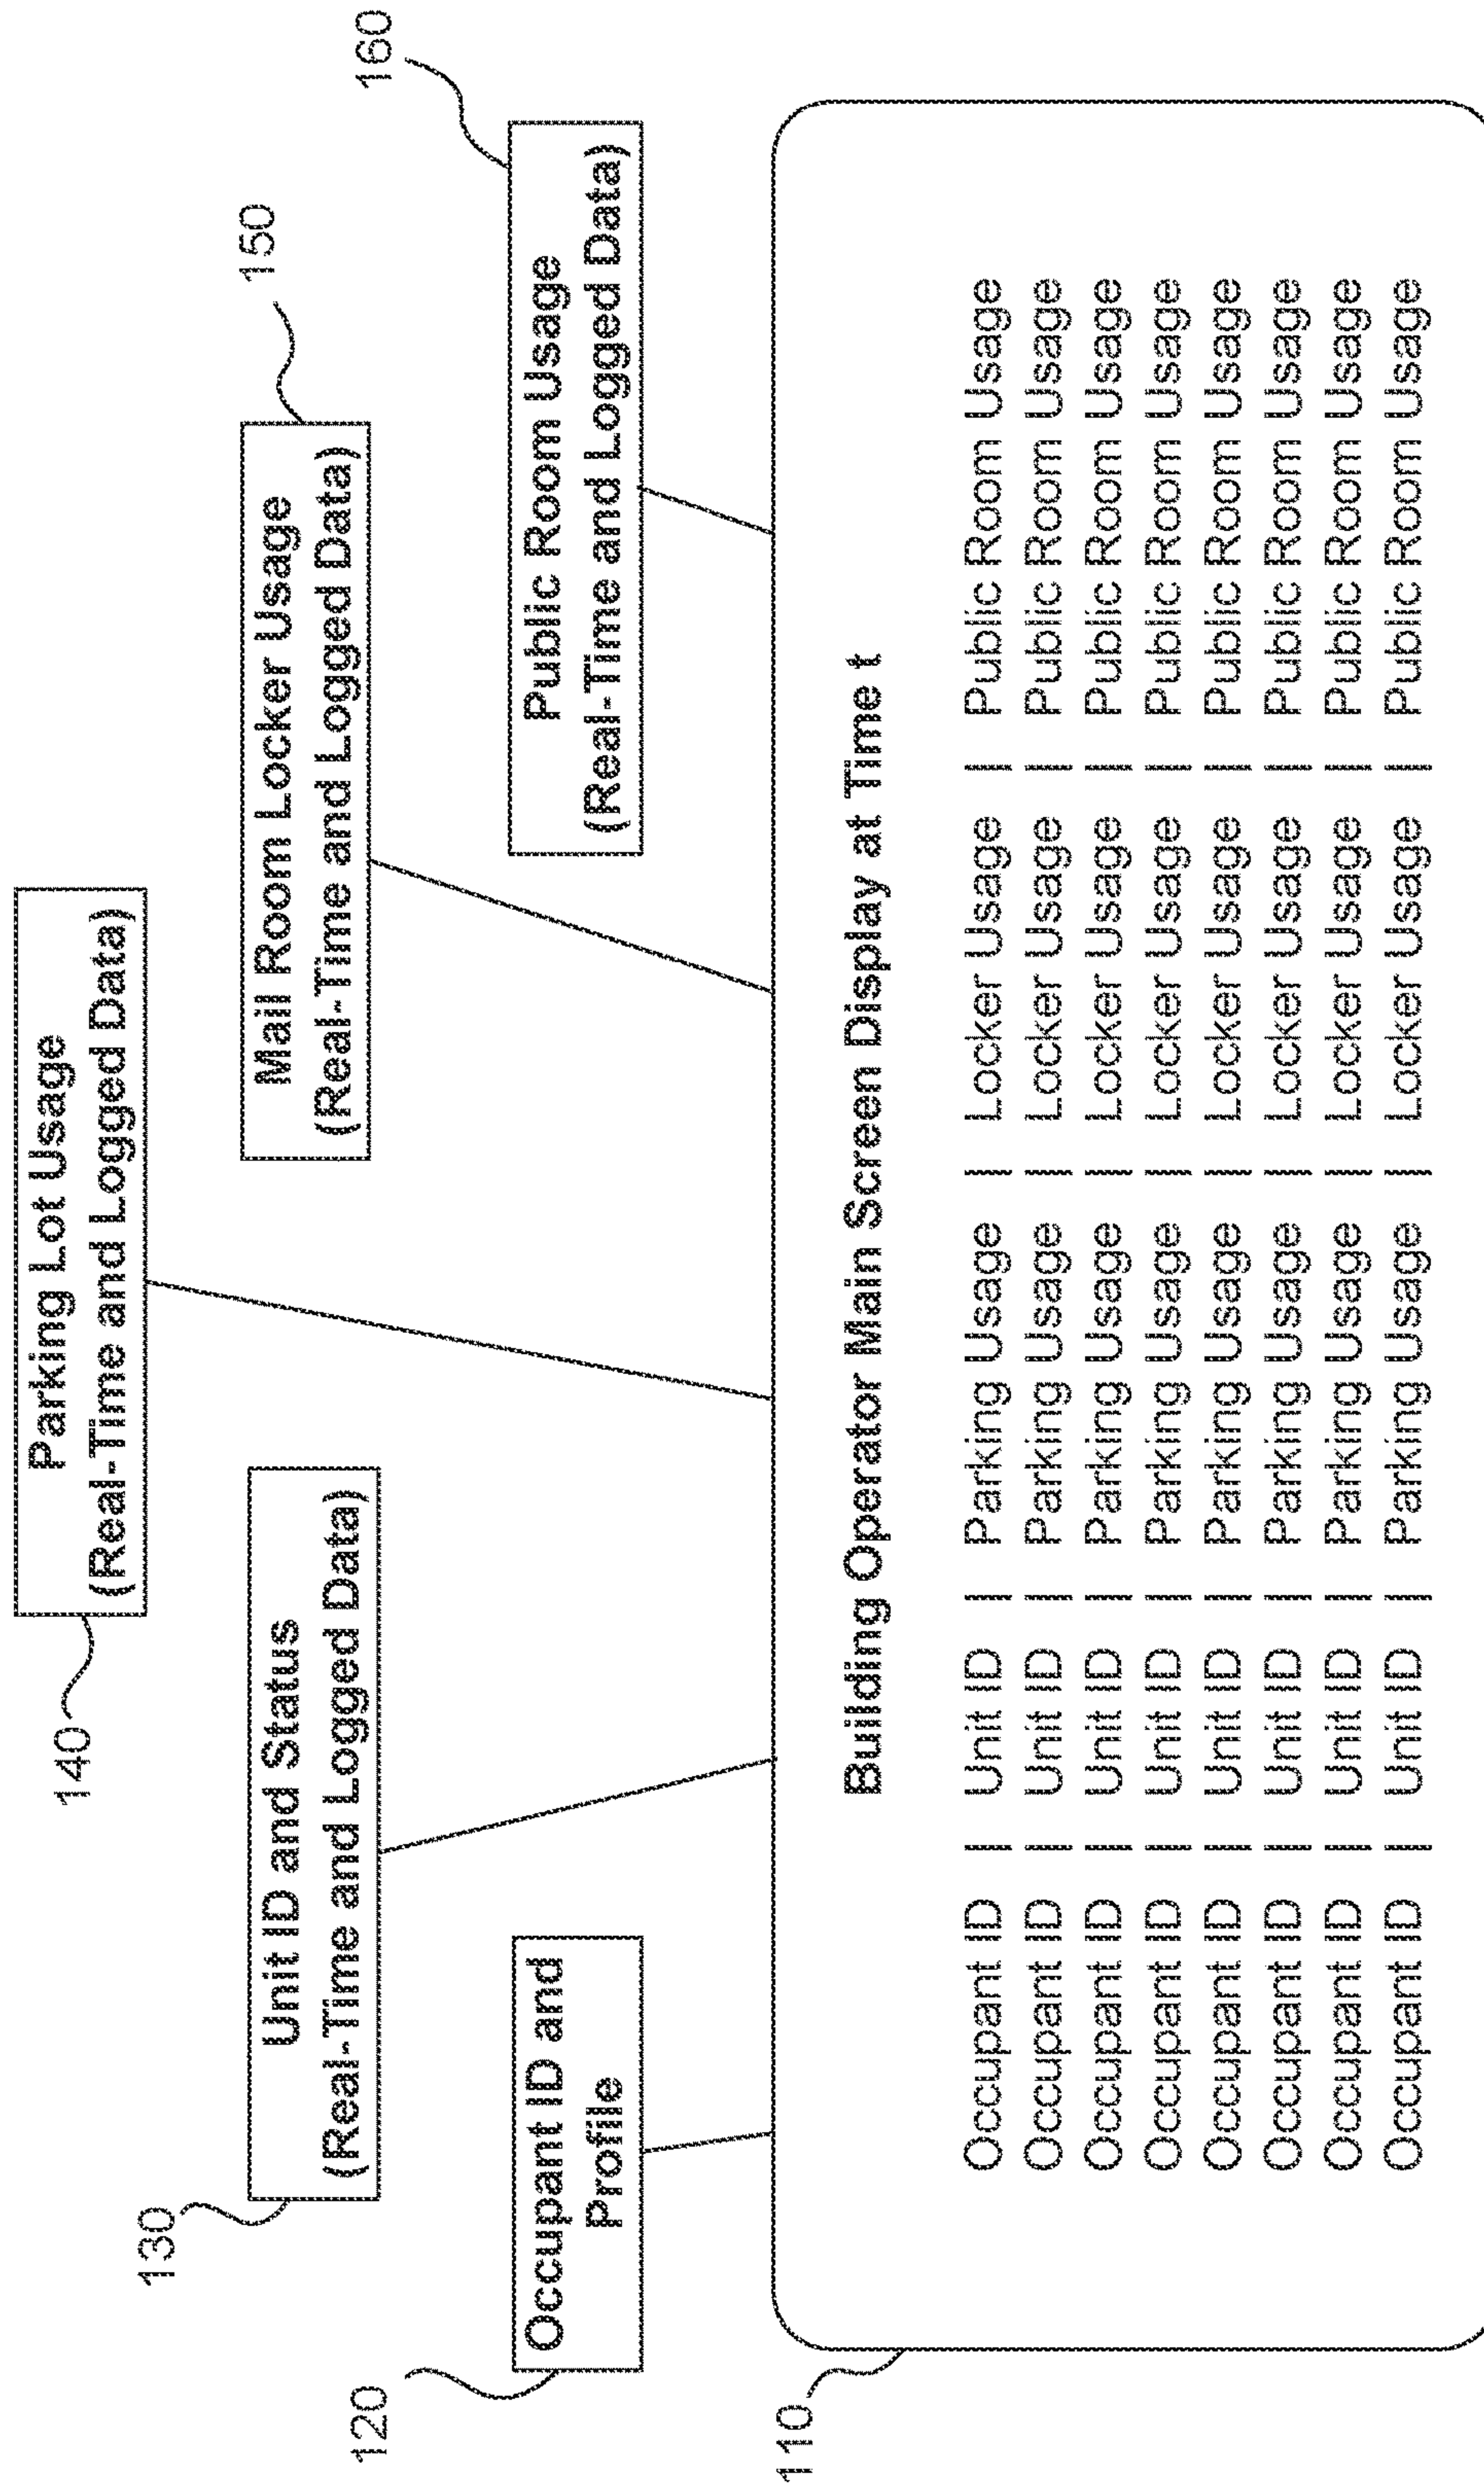 140
Parking Lot Usage
(Real-Time and Logged Data)
130
Unit ID and Status
(Real-Time and Logged Data)
150
Mail Room Locker Usage
(Real-Time and Logged Data)
120
Occupant ID and
Profile
160
Public Room Usage
(Real-Time and Logged Data)
110
Building Operator Main Screen Display at Time t
Occupant ID | Unit ID | Parking Usage | Locker Usage | Public Room Usage
Occupant ID | Unit ID | Parking Usage | Locker Usage | Public Room Usage
Occupant ID | Unit ID | Parking Usage | Locker Usage | Public Room Usage
Occupant ID | Unit ID | Parking Usage | Locker Usage | Public Room Usage
Occupant ID | Unit ID | Parking Usage | Locker Usage | Public Room Usage
Occupant ID | Unit ID | Parking Usage | Locker Usage | Public Room Usage
Occupant ID | Unit ID | Parking Usage | Locker Usage | Public Room Usage
Occupant ID | Unit ID | Parking Usage | Locker Usage | Public Room Usage